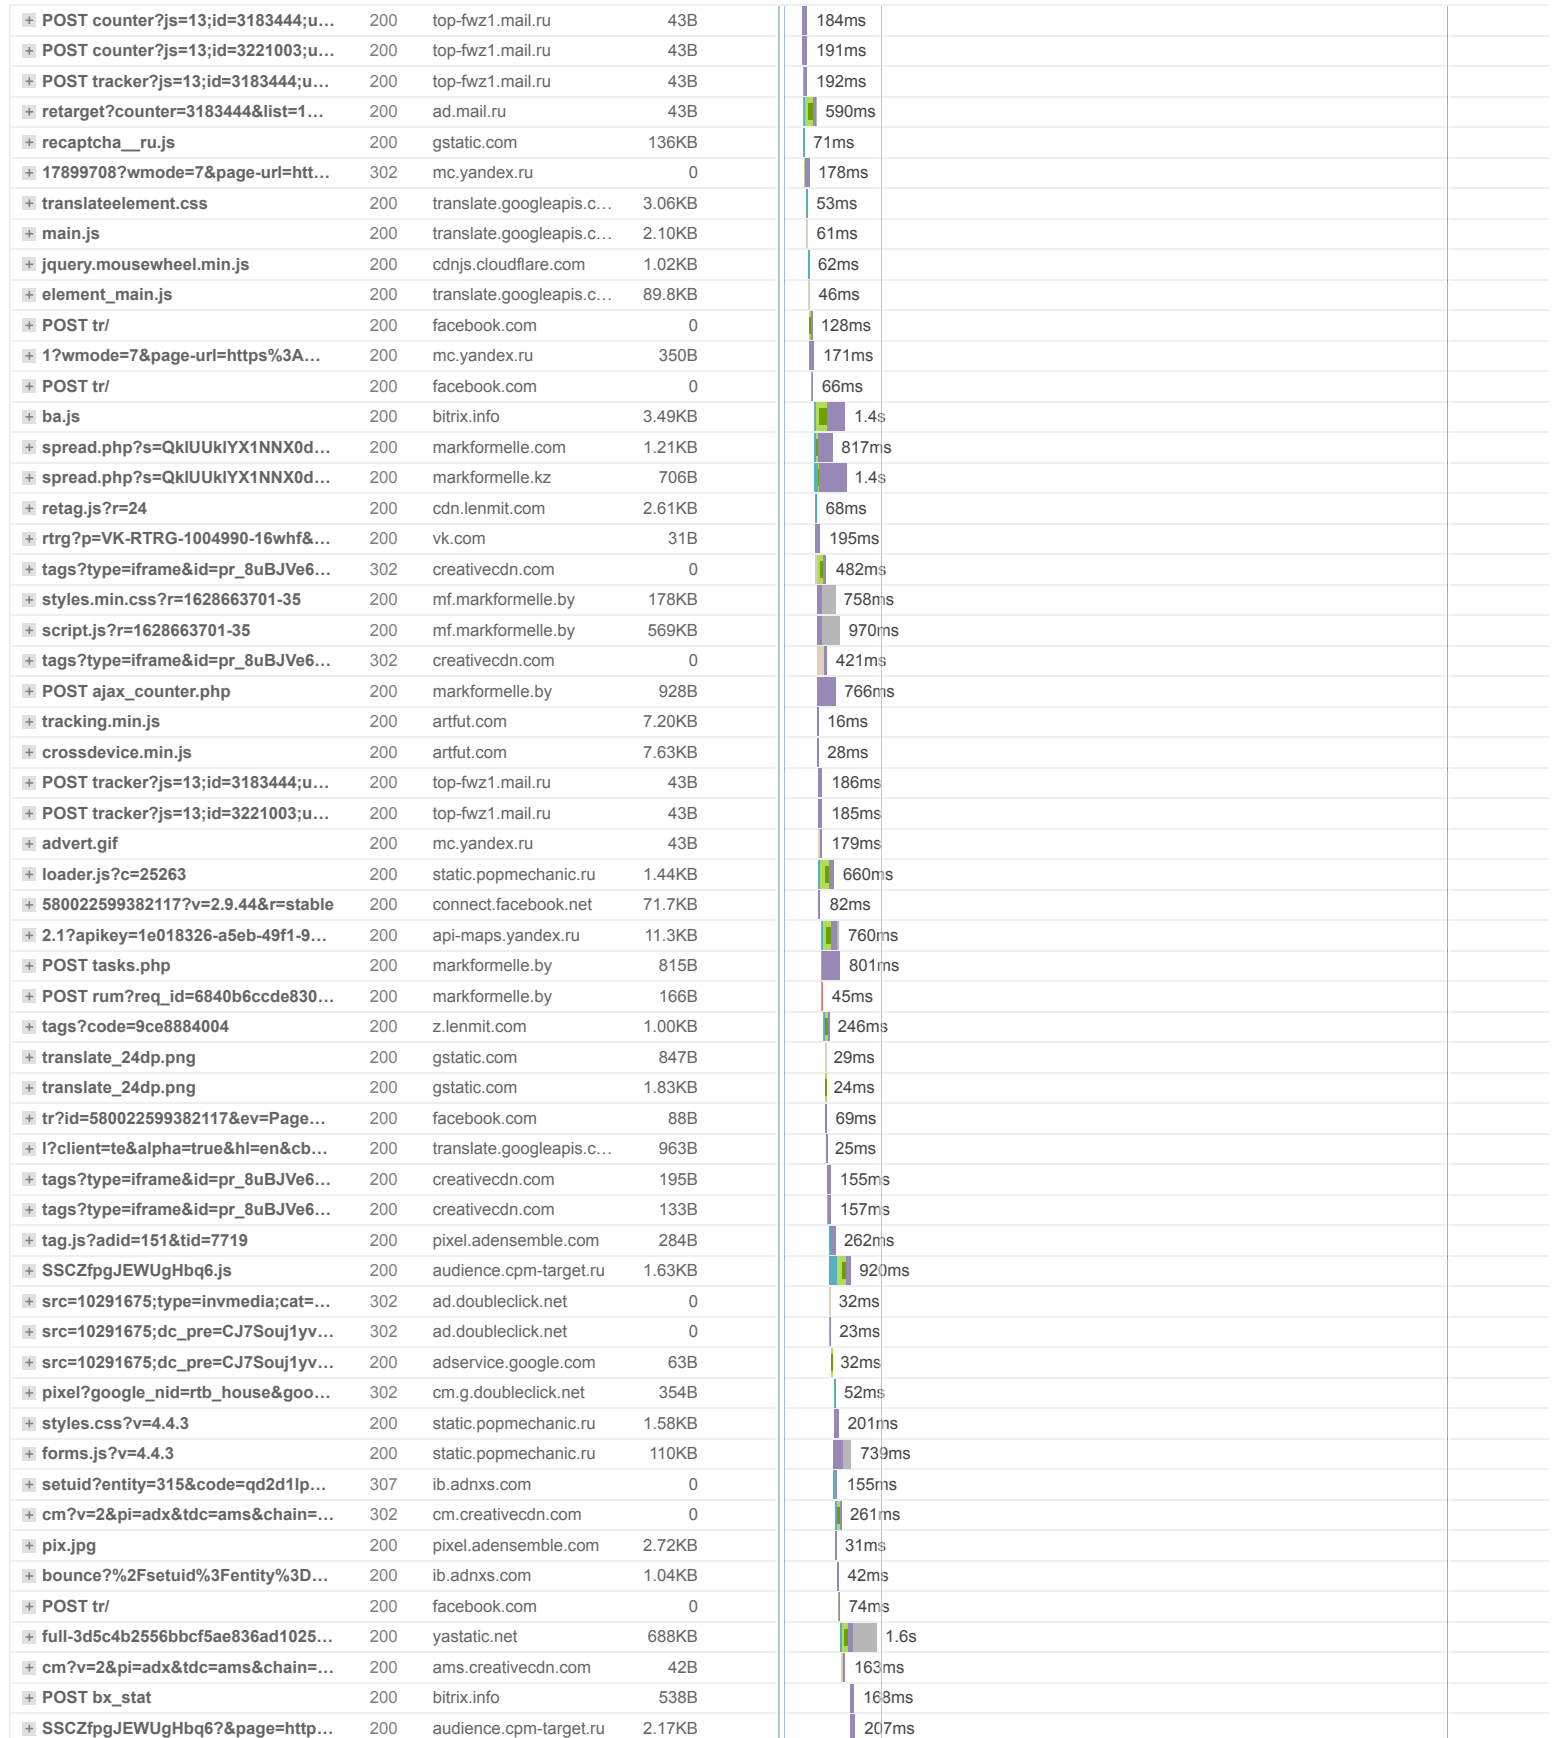 POST counter?js=13;id=3183444;u... 200 top-fwz1.mail.ru 43B 184ms
POST counter?js=13;id=3221003;u... 200 top-fwz1.mail.ru 43B 191ms
POST tracker?js=13;id=3183444;u... 200 top-fwz1.mail.ru 43B 192ms
retarget?counter=3183444&list=1... 200 ad.mail.ru 43B 590ms
recaptcha__ru.js 200 gstatic.com 136KB 71ms
17899708?wmode=7&page-url=htt... 302 mc.yandex.ru 0 178ms
translateelement.css 200 translate.googleapis.c... 3.06KB 53ms
main.js 200 translate.googleapis.c... 2.10KB 61ms
jquery.mousewheel.min.js 200 cdnjs.cloudflare.com 1.02KB 62ms
element_main.js 200 translate.googleapis.c... 89.8KB 46ms
POST tr/ 200 facebook.com 0 128ms
1?wmode=7&page-url=https%3A... 200 mc.yandex.ru 350B 171ms
POST tr/ 200 facebook.com 0 66ms
ba.js 200 bitrix.info 3.49KB 1.4s
spread.php?s=QklUUklYX1NNX0d... 200 markformelle.com 1.21KB 817ms
spread.php?s=QklUUklYX1NNX0d... 200 markformelle.kz 706B 1.4s
retag.js?r=24 200 cdn.lenmit.com 2.61KB 68ms
rtrg?p=VK-RTRG-1004990-16whf&... 200 vk.com 31B 195ms
tags?type=iframe&id=pr_8uBJVe6... 302 creativecdn.com 0 482ms
styles.min.css?r=1628663701-35 200 mf.markformelle.by 178KB 758ms
script.js?r=1628663701-35 200 mf.markformelle.by 569KB 970ms
tags?type=iframe&id=pr_8uBJVe6... 302 creativecdn.com 0 421ms
POST ajax_counter.php 200 markformelle.by 928B 766ms
tracking.min.js 200 artfut.com 7.20KB 16ms
crossdevice.min.js 200 artfut.com 7.63KB 28ms
POST tracker?js=13;id=3183444;u... 200 top-fwz1.mail.ru 43B 186ms
POST tracker?js=13;id=3221003;u... 200 top-fwz1.mail.ru 43B 185ms
advert.gif 200 mc.yandex.ru 43B 179ms
loader.js?c=25263 200 static.popmechanic.ru 1.44KB 660ms
580022599382117?v=2.9.44&r=stable 200 connect.facebook.net 71.7KB 82ms
2.1?apikey=1e018326-a5eb-49f1-9... 200 api-maps.yandex.ru 11.3KB 760ms
POST tasks.php 200 markformelle.by 815B 801ms
POST rum?req_id=6840b6ccde830... 200 markformelle.by 166B 45ms
tags?code=9ce8884004 200 z.lenmit.com 1.00KB 246ms
translate_24dp.png 200 gstatic.com 847B 29ms
translate_24dp.png 200 gstatic.com 1.83KB 24ms
tr?id=580022599382117&ev=Page... 200 facebook.com 88B 69ms
l?client=te&alpha=true&hl=en&cb... 200 translate.googleapis.c... 963B 25ms
tags?type=iframe&id=pr_8uBJVe6... 200 creativecdn.com 195B 155ms
tags?type=iframe&id=pr_8uBJVe6... 200 creativecdn.com 133B 157ms
tag.js?adid=151&tid=7719 200 pixel.adensemble.com 284B 262ms
SSCZfpgJEWUgHbq6.js 200 audience.cpm-target.ru 1.63KB 920ms
src=10291675;type=invmedia;cat=... 302 ad.doubleclick.net 0 32ms
src=10291675;dc_pre=CJ7Souj1yv... 302 ad.doubleclick.net 0 23ms
src=10291675;dc_pre=CJ7Souj1yv... 200 adservice.google.com 63B 32ms
pixel?google_nid=rtb_house&goo... 302 cm.g.doubleclick.net 354B 52ms
styles.css?v=4.4.3 200 static.popmechanic.ru 1.58KB 201ms
forms.js?v=4.4.3 200 static.popmechanic.ru 110KB 739ms
setuid?entity=315&code=qd2d1lp... 307 ib.adnxs.com 0 155ms
cm?v=2&pi=adx&tdc=ams&chain=... 302 cm.creativecdn.com 0 261ms
pix.jpg 200 pixel.adensemble.com 2.72KB 31ms
bounce?%2Fsetuid%3Fentity%3D... 200 ib.adnxs.com 1.04KB 42ms
POST tr/ 200 facebook.com 0 74ms
full-3d5c4b2556bbcf5ae836ad1025... 200 yastatic.net 688KB 1.6s
cm?v=2&pi=adx&tdc=ams&chain=... 200 ams.creativecdn.com 42B 163ms
POST bx_stat 200 bitrix.info 538B 168ms
SSCZfpgJEWUgHbq6?&page=http... 200 audience.cpm-target.ru 2.17KB 207ms